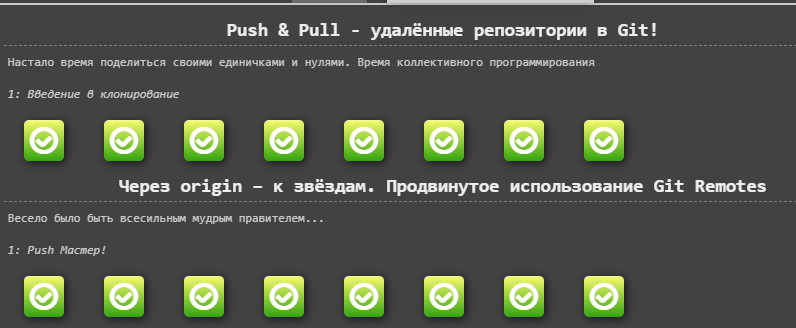 Push & Pull - удалённые репозитории в Git!
Настало время поделиться своими единичками и нулями. Время коллективного программирования
1: Введение в клонирование
Через origin – к звёздам. Продвинутое использование Git Remotes
Весело было быть всесильным мудрым правителем...
1: Push Мастер!